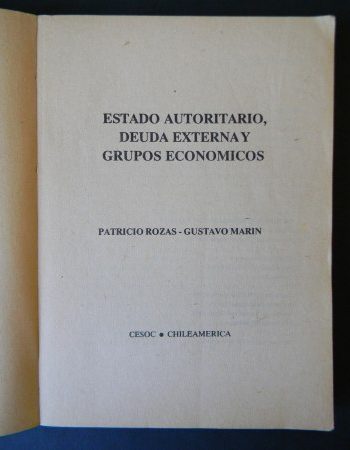 ESTADO AUTORITARIO,
DEUDA EXTERNA Y
GRUPOS ECONOMICOS
PATRICIO ROZAS - GUSTAVO MARIN
CESOC ● CHILEAMERICA